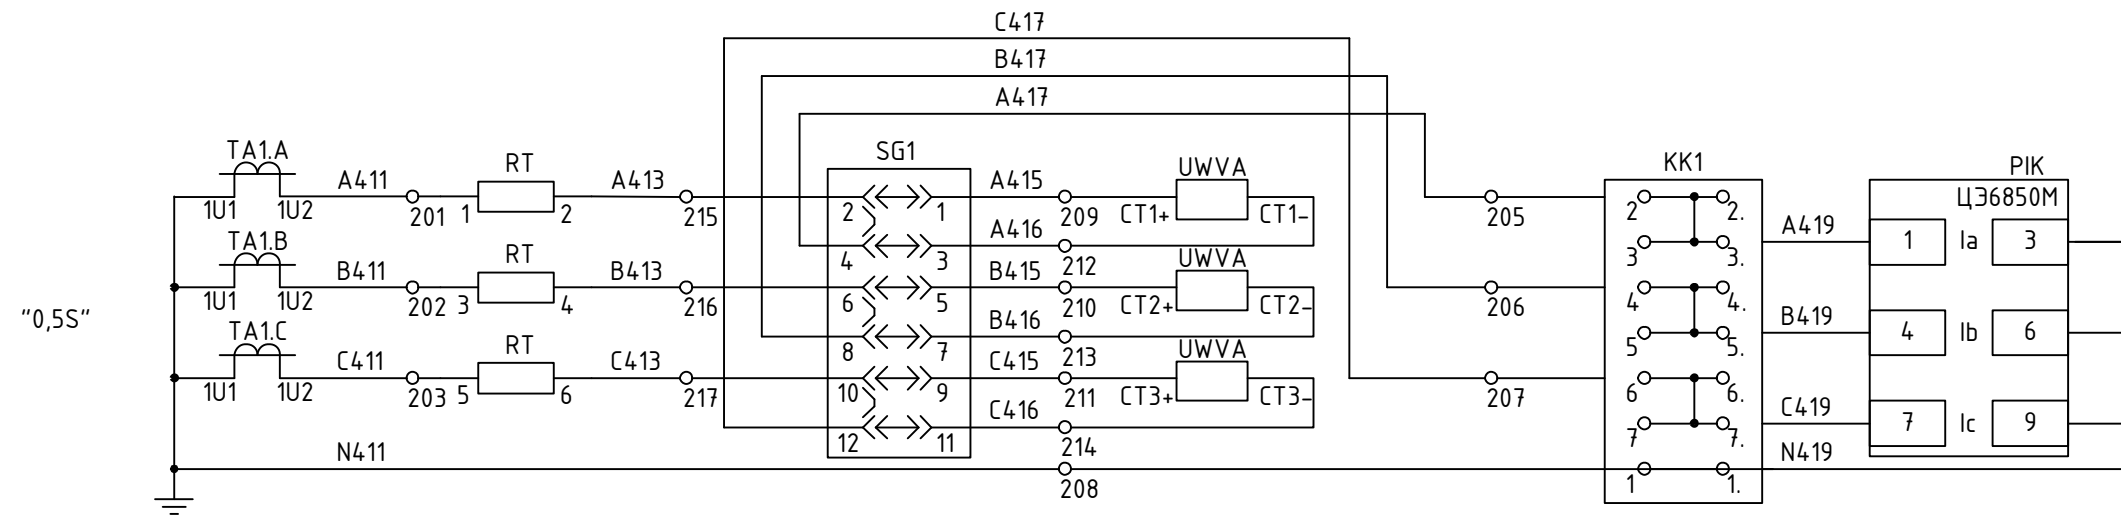 C417
B417
A417
"0,5S"
TA1.A
1U1 1U2
A411
201
RT
1 2
A413
215
TA1.B
1U1 1U2
B411
202
RT
3 4
B413
216
TA1.C
1U1 1U2
C411
203
RT
5 6
C413
217
N411
SG1
2 1
4 3
6 5
8 7
10 9
12 11
A415
209
UWVA
CT1+ CT1-
A416
212
B415
210
UWVA
CT2+ CT2-
B416
213
C415
211
UWVA
CT3+ CT3-
C416
214
208
205
206
207
KK1
2 2.
3 3.
4 4.
5 5.
6 6.
7 7.
1 1.
A419
B419
C419
N419
PIK
ЦЭ6850М
1 Ia 3
4 Ib 6
7 Ic 9